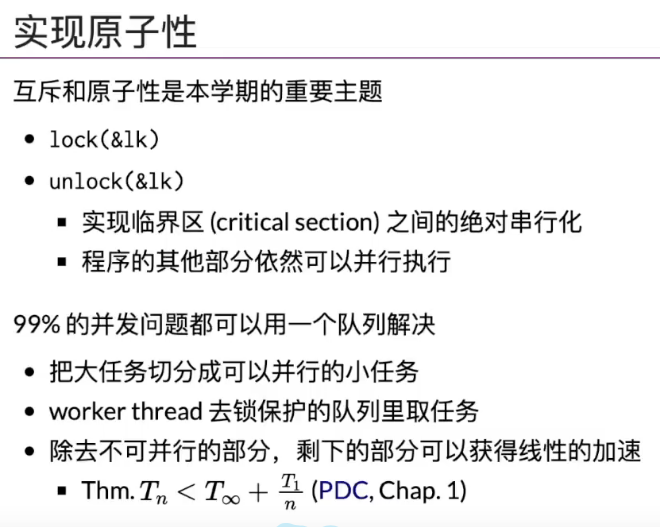 实现原子性
互斥和原子性是本学期的重要主题
• lock(&lk)
• unlock(&lk)
▪ 实现临界区 (critical section) 之间的绝对串行化
▪ 程序的其他部分依然可以并行执行
99% 的并发问题都可以用一个队列解决
• 把大任务切分成可以并行的小任务
• worker thread 去锁保护的队列里取任务
• 除去不可并行的部分，剩下的部分可以获得线性的加速
▪ Thm. $T_n < T_\infty + \frac{T_1}{n}$ (PDC, Chap. 1)